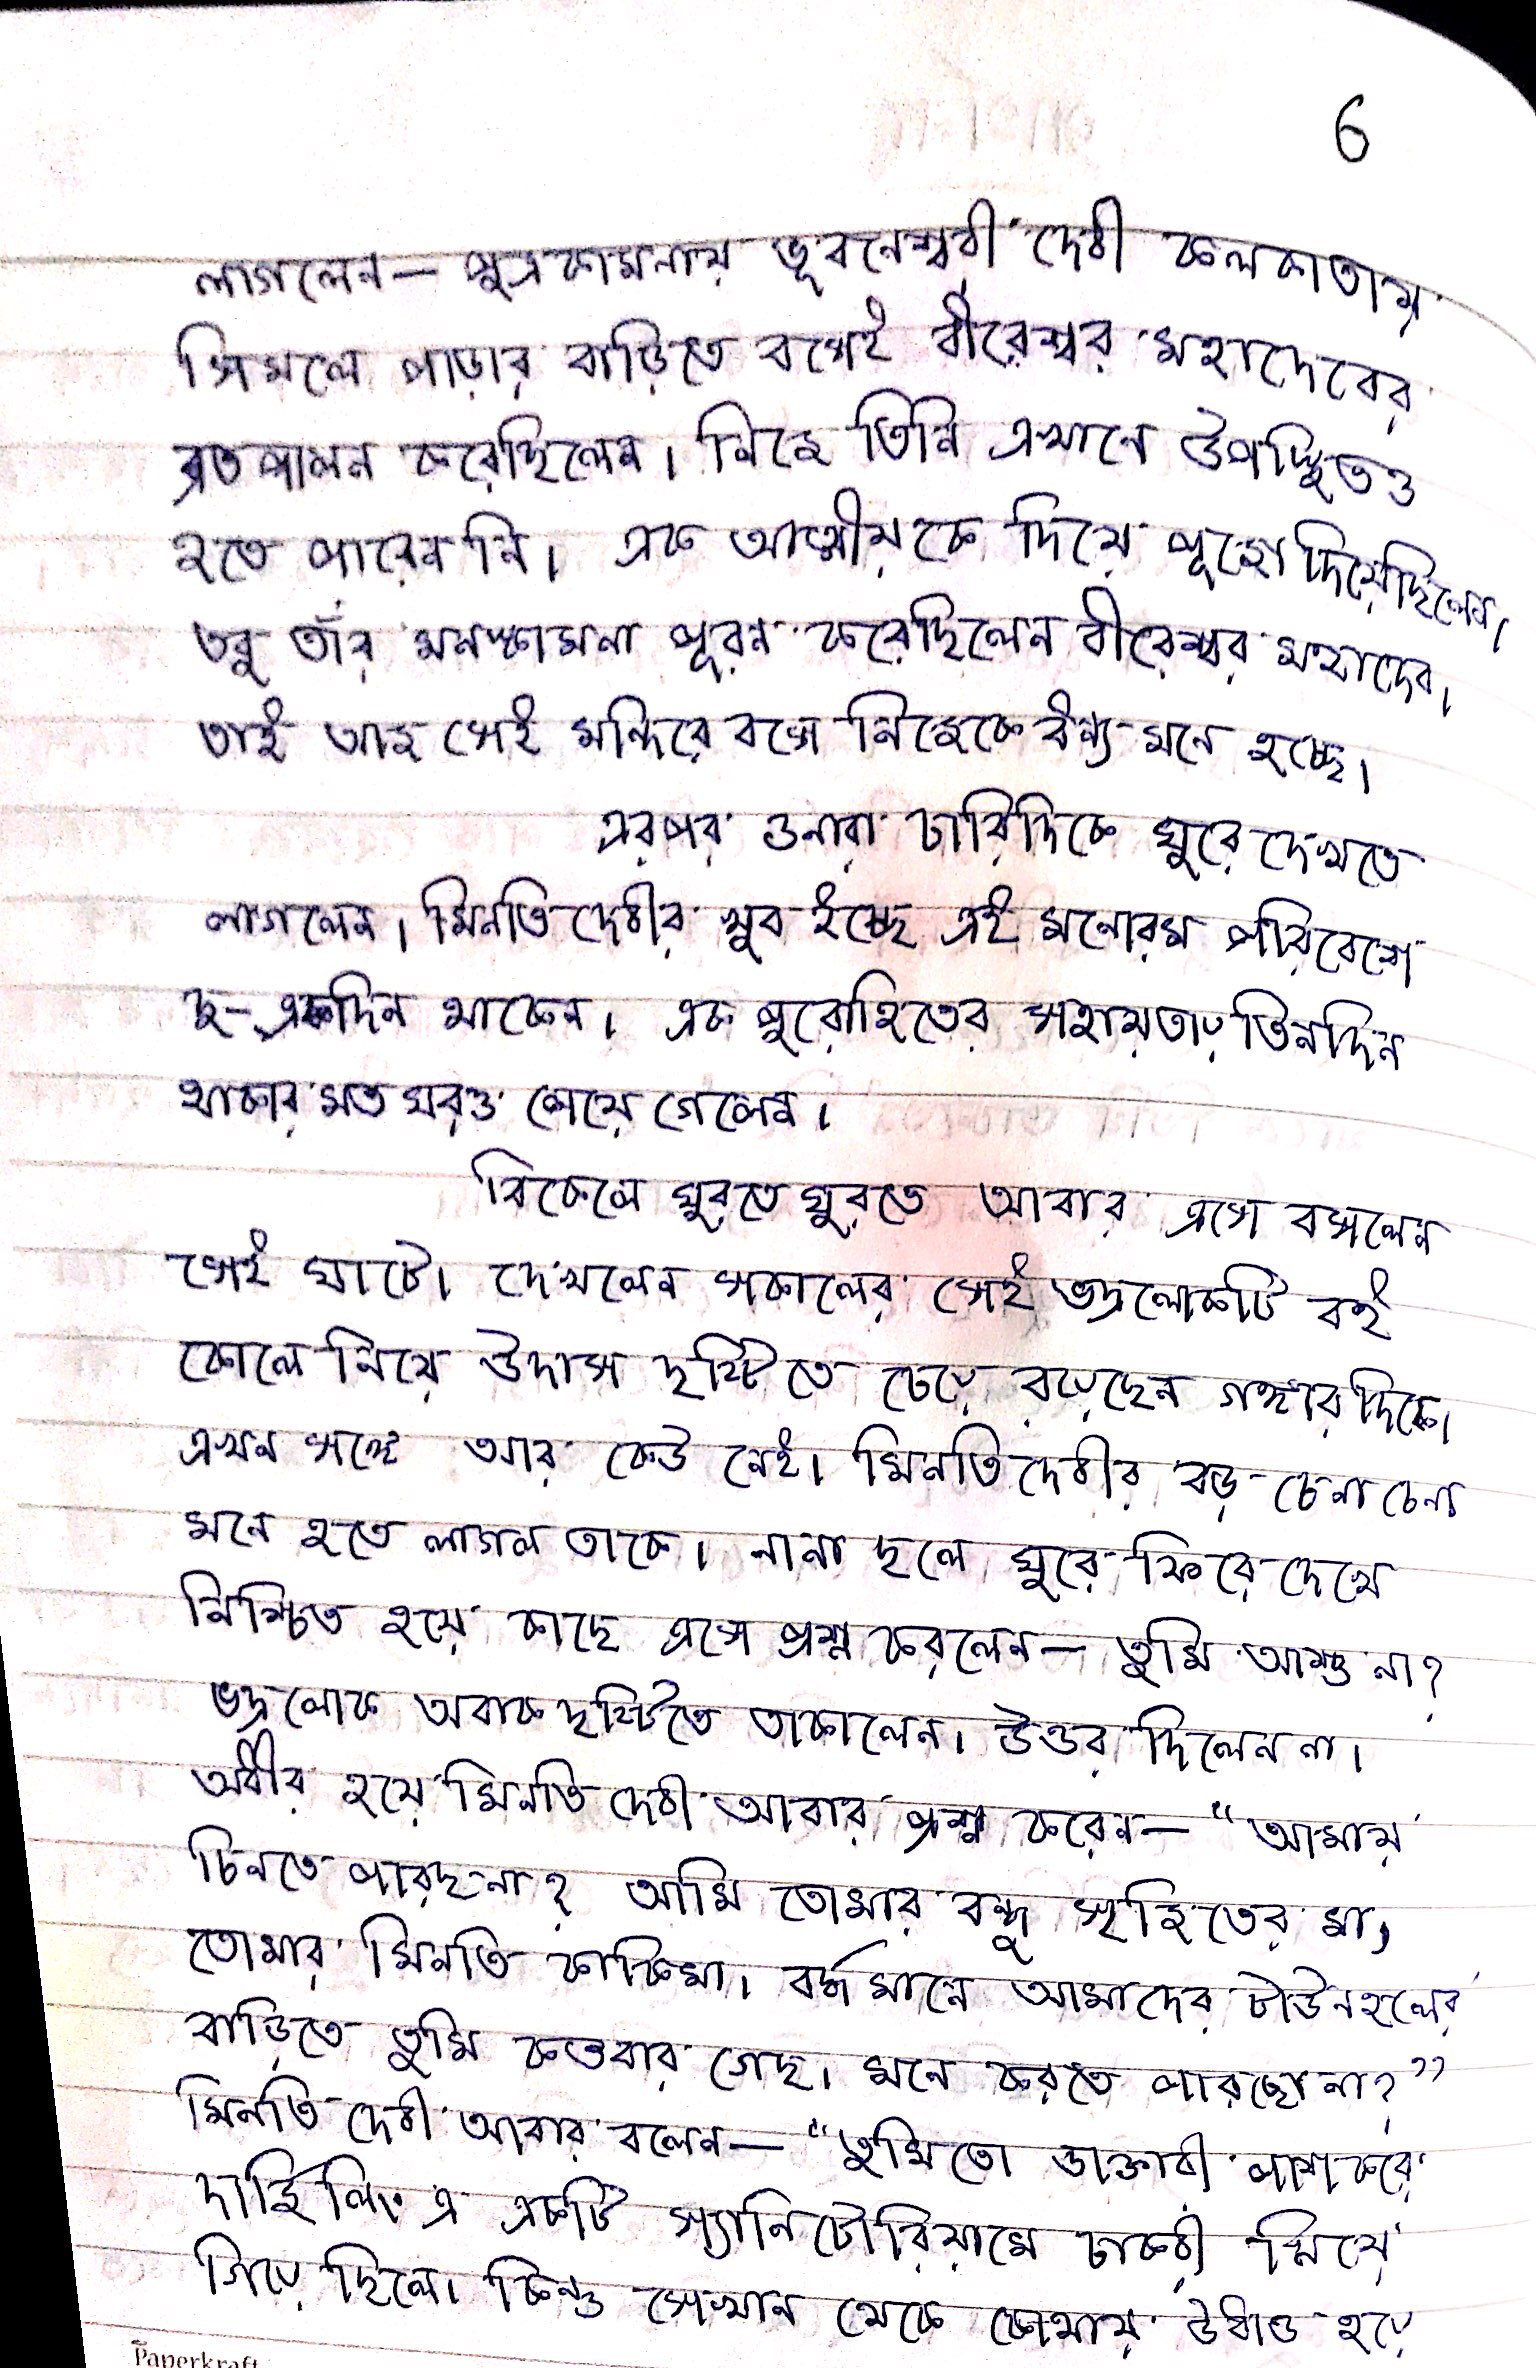 6
লাগলেন— পুত্রকামনায় ভূবনেশ্বরী দেবী কলকাতায়
সিমলে পাড়ার বাড়িতে বসেই বীরেশ্বর মহাদেবের
ব্রত পালন করেছিলেন। নিজে তিনি এখানে উপস্থিতও
হতে পারেননি। এক আত্মীয়কে দিয়ে পূজো দিয়েছিলেন।
তবু তাঁর মনস্কামনা পূরন করেছিলেন বীরেশ্বর মহাদেব।
তাই আজ সেই মন্দিরে বসে নিজেকে ধন্য মনে হচ্ছে।
এরপর ওনারা চারিদিকে ঘুরে দেখতে
লাগলেন। মিনতি দেবীর খুব ইচ্ছে এই মনোরম পরিবেশে
দু-একদিন থাকেন। এক পুরোহিতের সহায়তায় তিনদিন
থাকার মত ঘরও পেয়ে গেলেন।
বিকেলে ঘুরতে ঘুরতে আবার এসে বসলেন
সেই ঘাটে। দেখলেন সকালের সেই ভদ্রলোকটি বই
কোলে নিয়ে উদাস দৃষ্টিতে চেয়ে রয়েছেন গঙ্গার দিকে।
এখন সঙ্গে আর কেউ নেই। মিনতি দেবীর বড় চেনা চেনা
মনে হতে লাগল তাকে। নানা ছলে ঘুরে ফিরে দেখে
নিশ্চিত হয়ে কাছে এসে প্রশ্ন করলেন— তুমি আশু না?
ভদ্রলোক অবাক দৃষ্টিতে তাকালেন। উত্তর দিলেন না।
অধীর হয়ে মিনতি দেবী আবার প্রশ্ন করেন— "আমায়
চিনতে পারছ না? আমি তোমার বন্ধু সৃজিতের মা,
তোমার মিনতি কাকিমা। বর্দ্ধমানে আমাদের টাউনহলের
বাড়িতে তুমি কতবার গেছ। মনে করতে পারছো না?"
মিনতি দেবী আবার বলেন— "তুমি তো ডাক্তারী পাশ করে
দার্জিলিং এ একটি স্যানিটোরিয়ামে চাকরী নিয়ে
গিয়ে ছিলে। কিন্তু সেখান থেকে কোথায় উধাও হয়ে
Paperkraft